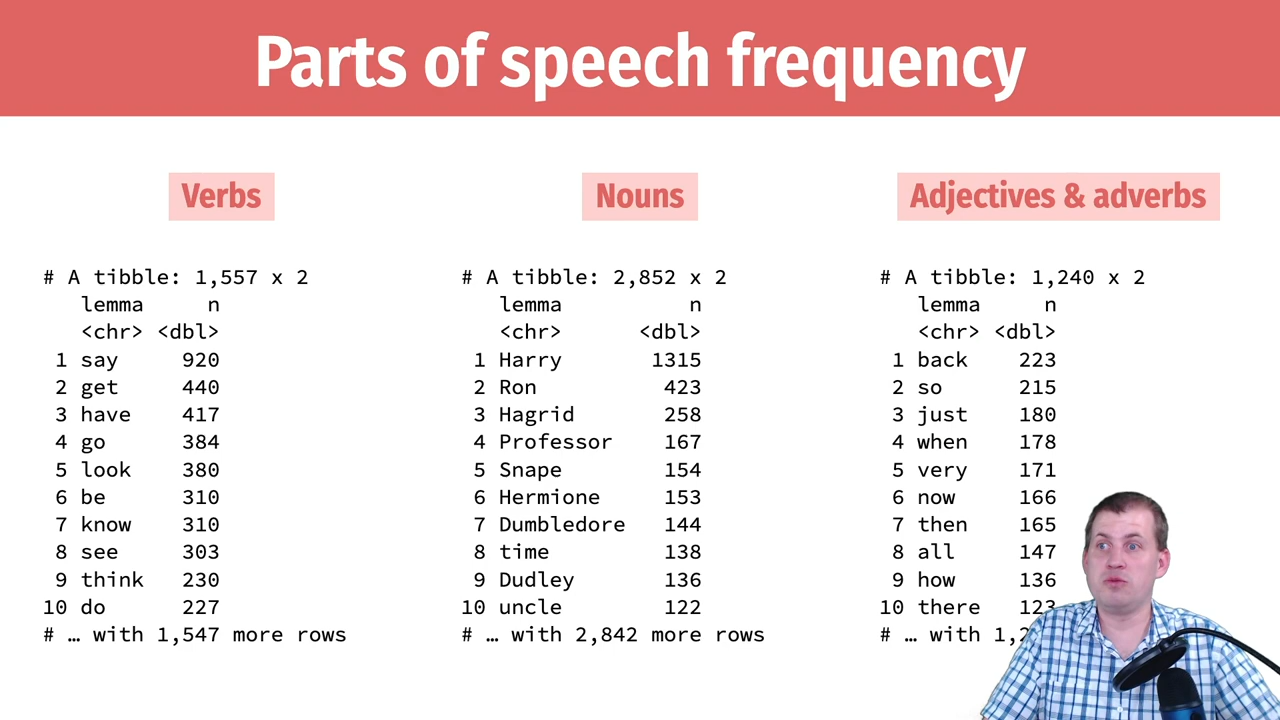 Parts of speech frequency
Verbs
# A tibble: 1,557 x 2
lemma n
<chr> <dbl>
1 say 920
2 get 440
3 have 417
4 go 384
5 look 380
6 be 310
7 know 310
8 see 303
9 think 230
10 do 227
# … with 1,547 more rows
Nouns
# A tibble: 2,852 x 2
lemma n
<chr> <dbl>
1 Harry 1315
2 Ron 423
3 Hagrid 258
4 Professor 167
5 Snape 154
6 Hermione 153
7 Dumbledore 144
8 time 138
9 Dudley 136
10 uncle 122
# … with 2,842 more rows
Adjectives & adverbs
# A tibble: 1,240 x 2
lemma n
<chr> <dbl>
1 back 223
2 so 215
3 just 180
4 when 178
5 very 171
6 now 166
7 then 165
8 all 147
9 how 136
10 there 123
# … with